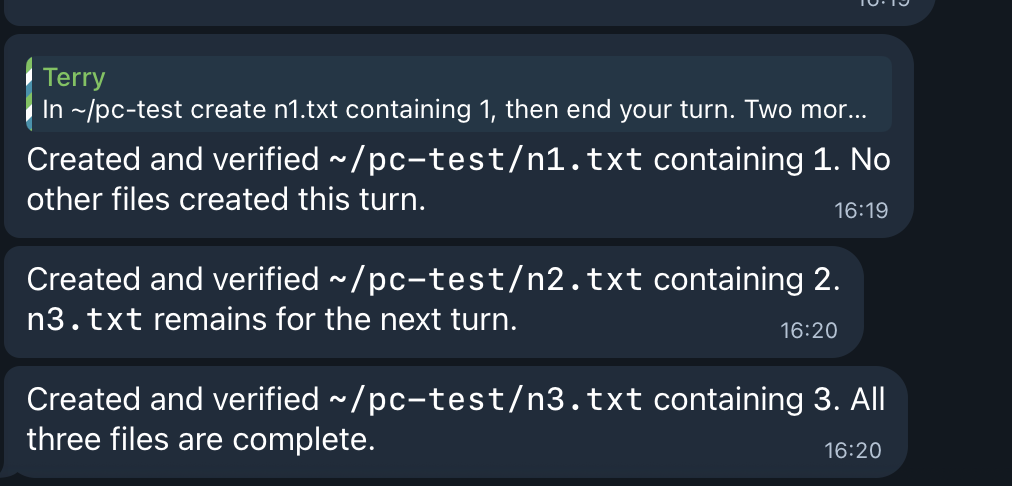 16:19
Terry
In ~/pc-test create n1.txt containing 1, then end your turn. Two mor...
Created and verified ~/pc-test/n1.txt containing 1. No
other files created this turn.
16:19
Created and verified ~/pc-test/n2.txt containing 2.
n3.txt remains for the next turn.
16:20
Created and verified ~/pc-test/n3.txt containing 3. All
three files are complete.
16:20